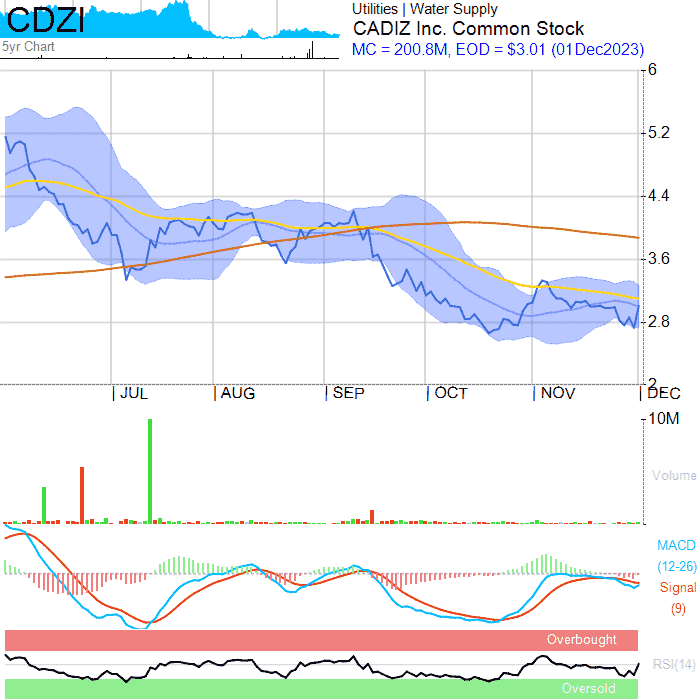 CDZI
5yr Chart
Utilities | Water Supply
CADIZ Inc. Common Stock
MC = 200.8M, EOD = $3.01 (01Dec2023)
6
5.2
4.4
3.6
2.8
2
JUL
AUG
SEP
OCT
NOV
DEC
10M
Volume
MACD
(12-26)
Signal
(9)
Overbought
RSI(14)
Oversold